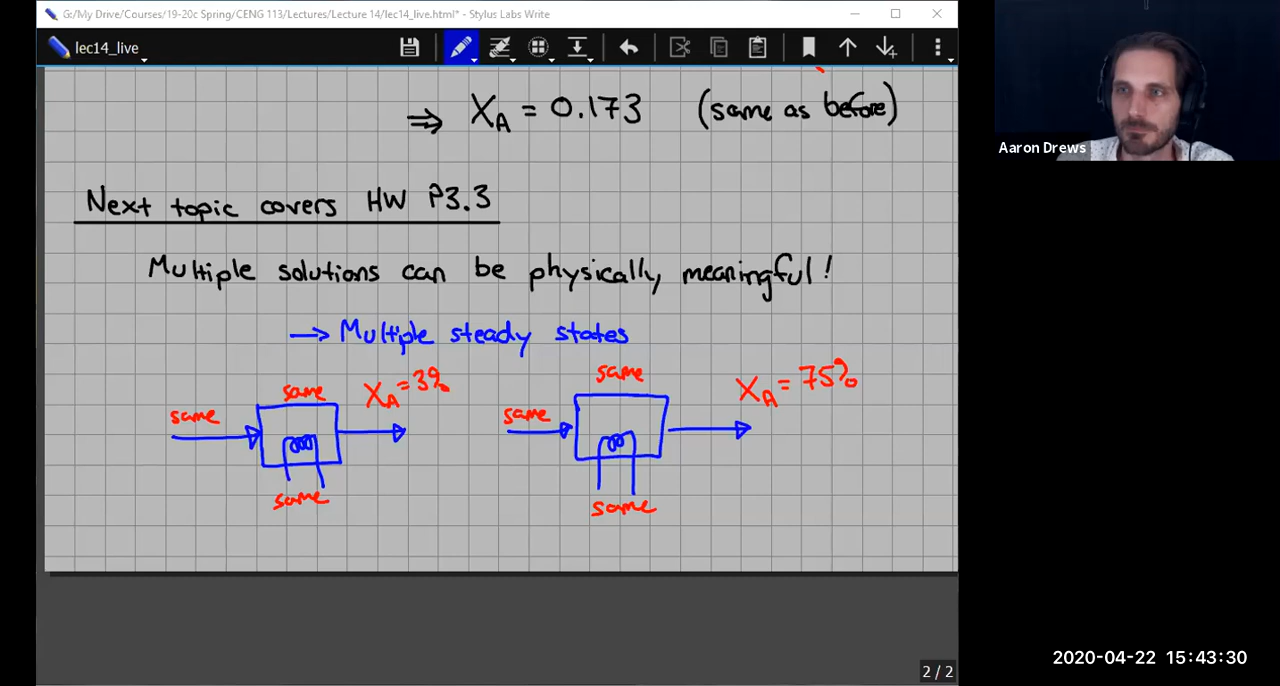 G:/My Drive/Courses/19-20c Spring/CENG 113/Lectures/Lecture 14/lec14_live.html* - Stylus Labs Write
lec14_live
⇒ X_A = 0.173 (same as before)
Aaron Drews
Next topic covers HW P3.3
Multiple solutions can be physically meaningful!
→ Multiple steady states
same same X_A = 3% same same X_A = 75%
same same
2 / 2
2020-04-22 15:43:30